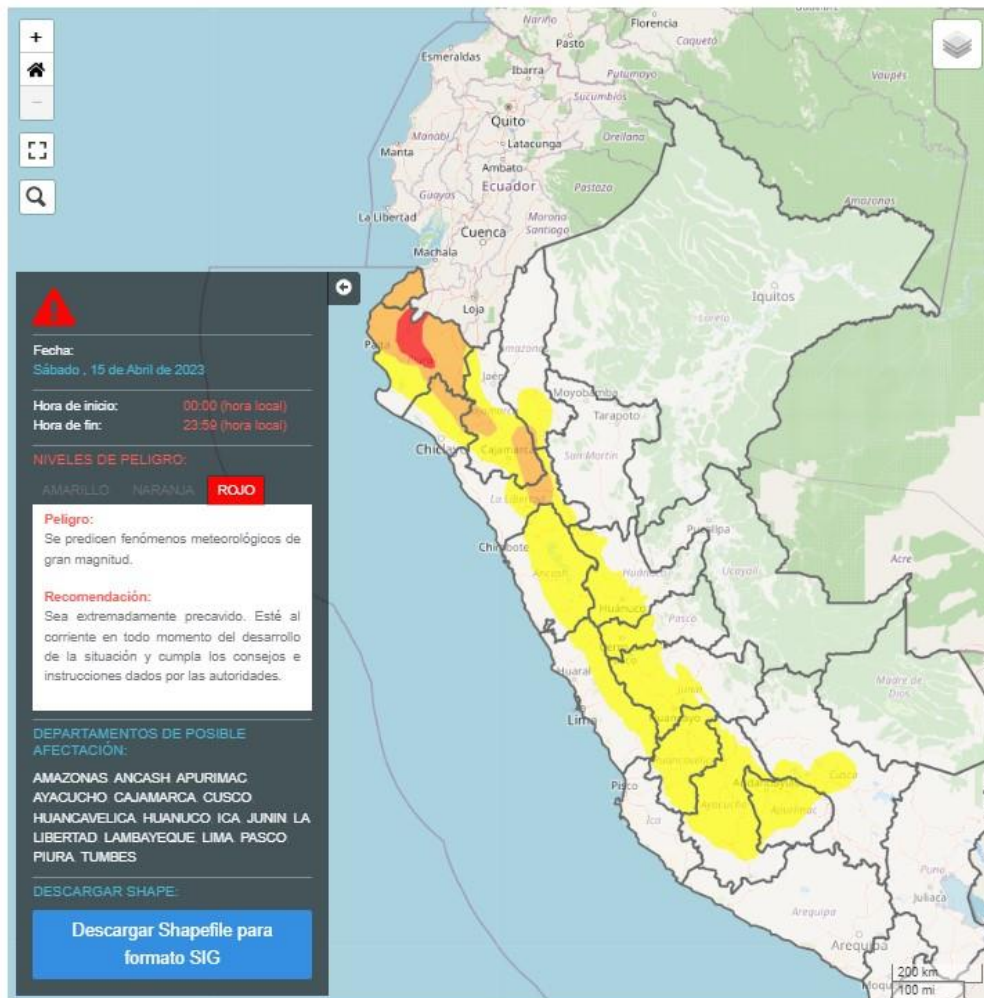 +
−
Fecha:
Sábado , 15 de Abril de 2023
Hora de inicio: 00:00 (hora local)
Hora de fin: 23:59 (hora local)
NIVELES DE PELIGRO:
AMARILLO NARANJA ROJO
Peligro:
Se predicen fenómenos meteorológicos de
gran magnitud.
Recomendación:
Sea extremadamente precavido. Esté al
corriente en todo momento del desarrollo
de la situación y cumpla los consejos e
instrucciones dados por las autoridades.
DEPARTAMENTOS DE POSIBLE
AFECTACIÓN:
AMAZONAS ANCASH APURIMAC
AYACUCHO CAJAMARCA CUSCO
HUANCAVELICA HUANUCO ICA JUNIN LA
LIBERTAD LAMBAYEQUE LIMA PASCO
PIURA TUMBES
DESCARGAR SHAPE:
Descargar Shapefile para
formato SIG
Nariño
Florencia
Pasto
Caquetá
Esmeraldas
Ibarra
Putumayo
Vaupés
Sucumbíos
Quito
Orellana
Manabí
Manta
Latacunga
Ambato
Ecuador
Guayas
Pastaza
Amazonas
La Libertad
Morona
Santiago
Cuenca
Machala
Loja
Iquitos
Loreto
Amazonas
Jaén
Moyobamba
Tarapoto
Chiclayo
Cajamarca
San Martín
La Libertad
Pucallpa
Chimbote
Ancash
Huánuco
Ucayali
Acre
Huánuco
Pasco
Huaral
Junín
Madre de
Dios
Lima
Huancayo
Huancavelica
Pisco
Cusco
Ica
Ayacucho
Apurímac
Puno
Juliaca
Arequipa
Arequipa
200 km
100 mi